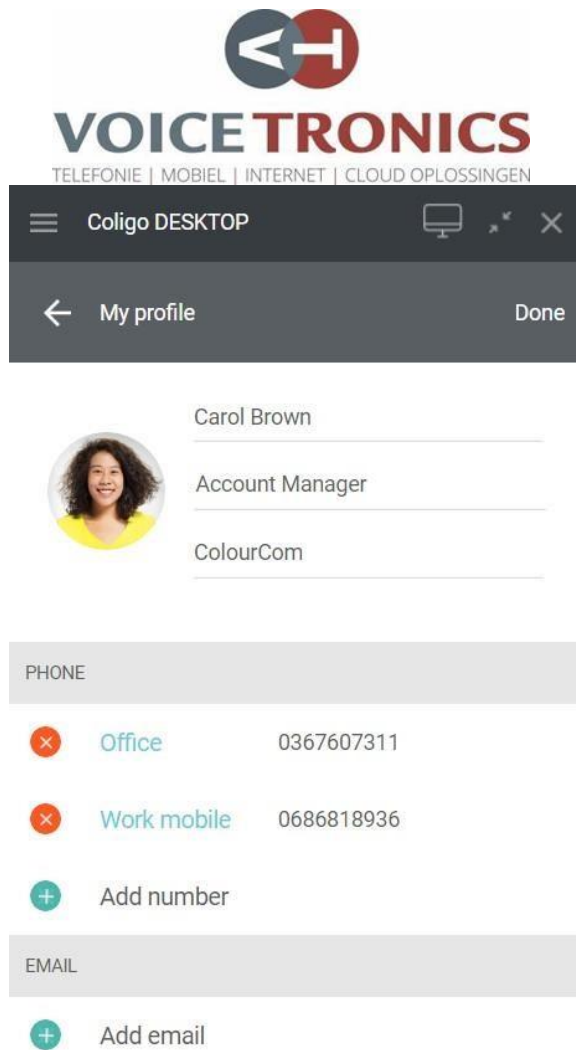 VT
VOICETRONICS
TELEFONIE | MOBIEL | INTERNET | CLOUD OPLOSSINGEN
Coligo DESKTOP
My profile
Done
Carol Brown
Account Manager
ColourCom
PHONE
Office 0367607311
Work mobile 0686818936
Add number
EMAIL
Add email